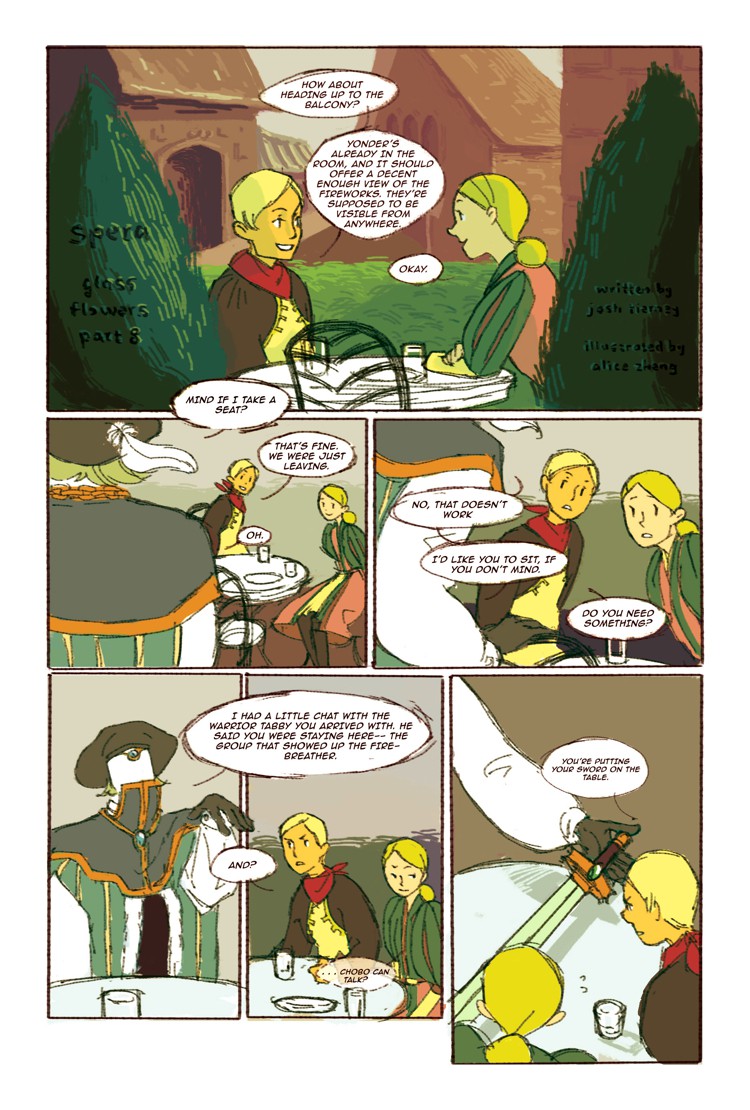 HOW ABOUT
HEADING UP TO THE
BALCONY?
YONDER'S
ALREADY IN THE
ROOM, AND IT SHOULD
OFFER A DECENT
ENOUGH VIEW OF THE
FIREWORKS. THEY'RE
SUPPOSED TO BE
VISIBLE FROM
ANYWHERE.
OKAY.
spera
glass
flowers
part 8
written by
josh tierney
illustrated by
alice zhang
MIND IF I TAKE A
SEAT?
THAT'S FINE.
WE WERE JUST
LEAVING.
OH.
NO, THAT DOESN'T
WORK
I'D LIKE YOU TO SIT, IF
YOU DON'T MIND.
DO YOU NEED
SOMETHING?
I HAD A LITTLE CHAT WITH THE
WARRIOR TABBY YOU ARRIVED WITH. HE
SAID YOU WERE STAYING HERE-- THE
GROUP THAT SHOWED UP THE FIRE-
BREATHER.
AND?
.... CHOBO CAN
TALK?
YOU'RE PUTTING
YOUR SWORD ON THE
TABLE.